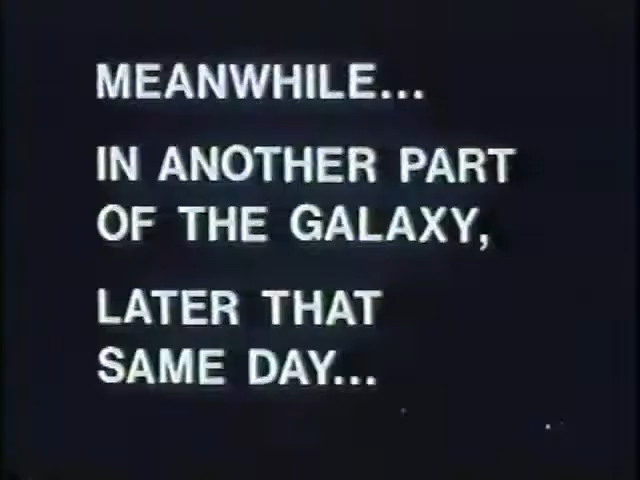 MEANWHILE...
IN ANOTHER PART
OF THE GALAXY,
LATER THAT
SAME DAY...